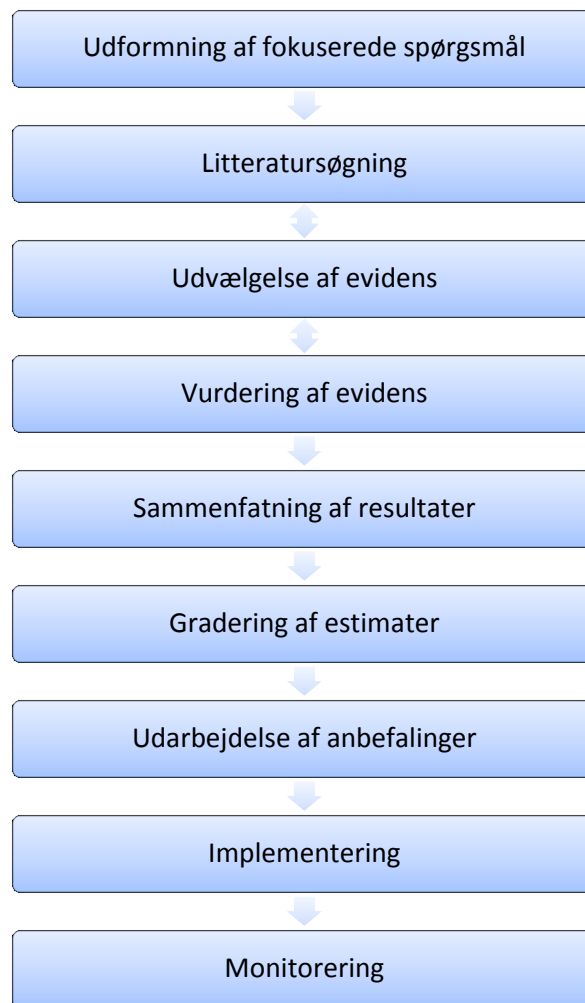 Udformning af fokuserede spørgsmål
Litteratursøgning
Udvælgelse af evidens
Vurdering af evidens
Sammenfatning af resultater
Gradering af estimater
Udarbejdelse af anbefalinger
Implementering
Monitorering